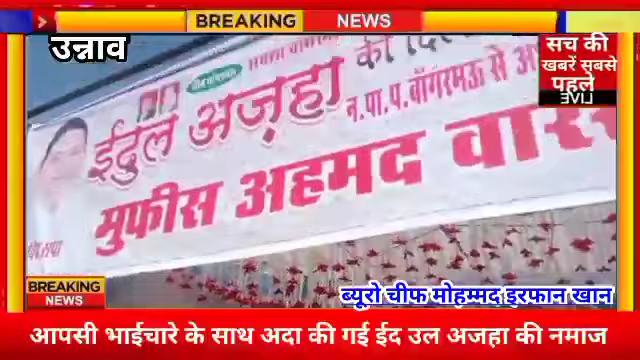 BREAKING NEWS
उन्नाव
सच की
खबरें सबसे
पहले
LIVE
ईदुल अज़हा की
न.पा.प. बाँगरमऊ से
मुफीस अहमद
BREAKING
NEWS
ब्यूरो चीफ मोहम्मद इरफान खान
आपसी भाईचारे के साथ अदा की गई ईद उल अजहा की नमाज